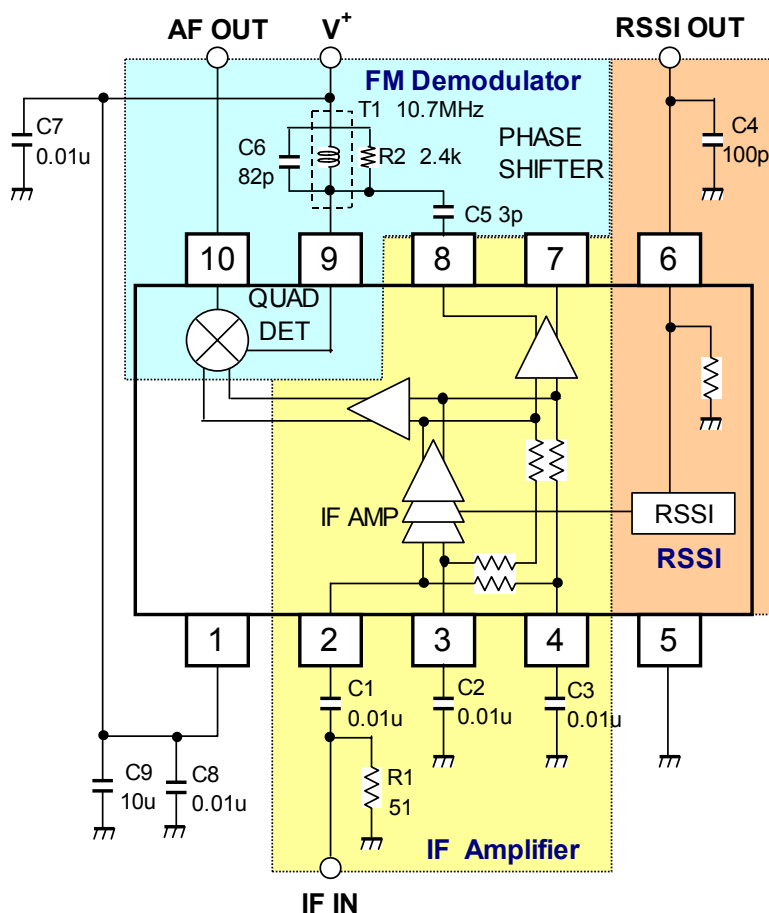 AF OUT
V+
RSSI OUT
FM Demodulator
T1 10.7MHz
C7
0.01u
C6
82p
R2 2.4k
PHASE
SHIFTER
C4
100p
C5 3p
10
9
8
7
6
QUAD
DET
IF AMP
RSSI
RSSI
1
2
3
4
5
C1
0.01u
C2
0.01u
C3
0.01u
C9
10u
C8
0.01u
R1
51
IF Amplifier
IF IN